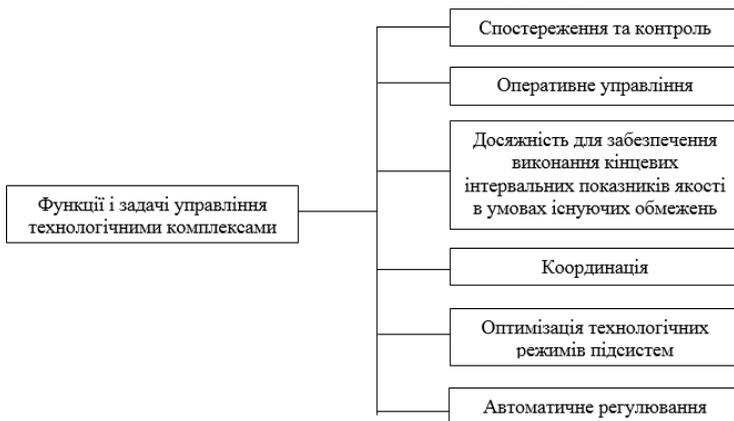 Функції і задачі управління
технологічними комплексами
Спостереження та контроль
Оперативне управління
Досяжність для забезпечення
виконання кінцевих
інтервальних показників якості
в умовах існуючих обмежень
Координація
Оптимізація технологічних
режимів підсистем
Автоматичне регулювання